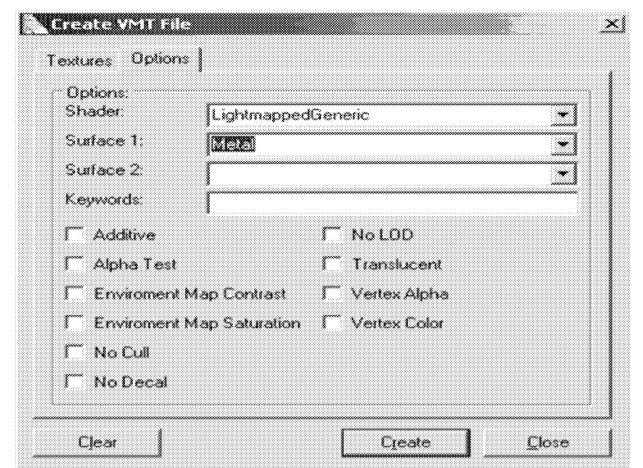 Create VMT File
Textures Options
Options:
Shader: LightmappedGeneric
Surface 1: Metal
Surface 2:
Keywords:
Additive No LOD
Alpha Test Translucent
Enviroment Map Contrast Vertex Alpha
Enviroment Map Saturation Vertex Color
No Cull
No Decal
Clear Create Close